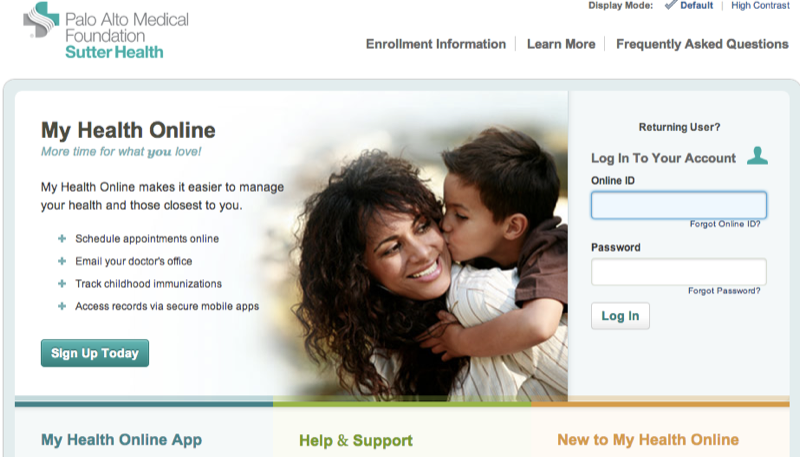 Display Mode: Default | High Contrast
Palo Alto Medical
Foundation
Sutter Health
Enrollment Information | Learn More | Frequently Asked Questions
My Health Online
More time for what you love!
My Health Online makes it easier to manage
your health and those closest to you.
Schedule appointments online
Email your doctor's office
Track childhood immunizations
Access records via secure mobile apps
Sign Up Today
Returning User?
Log In To Your Account
Online ID
Forgot Online ID?
Password
Forgot Password?
Log In
My Health Online App
Help & Support
New to My Health Online